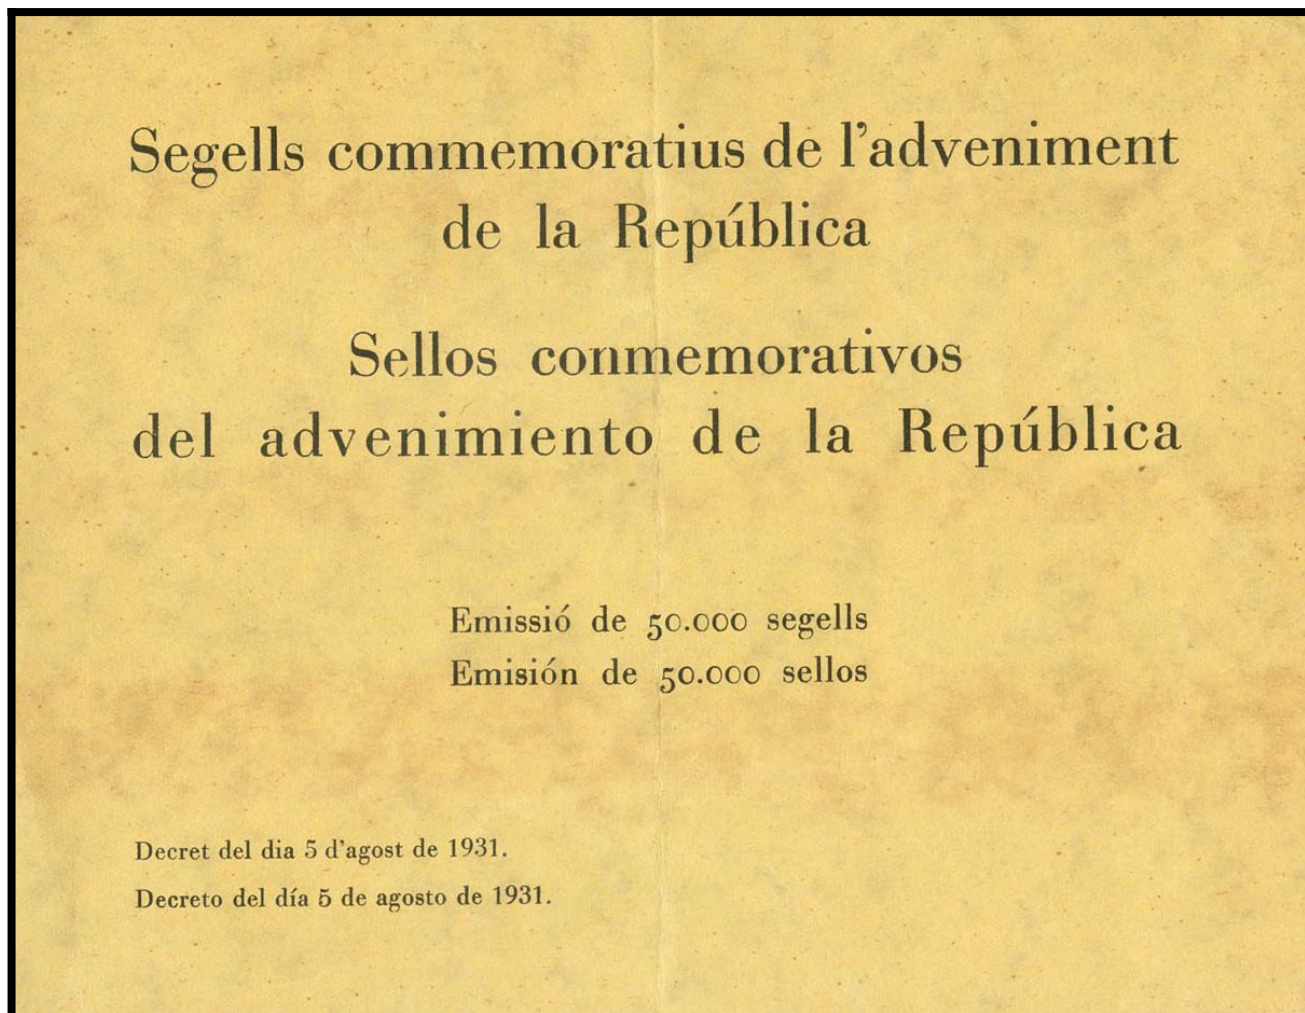 Segells commemoratius de l'adveniment
de la República
Sellos conmemorativos
del advenimiento de la República
Emissió de 50.000 segells
Emisión de 50.000 sellos
Decret del dia 5 d'agost de 1931.
Decreto del día 5 de agosto de 1931.